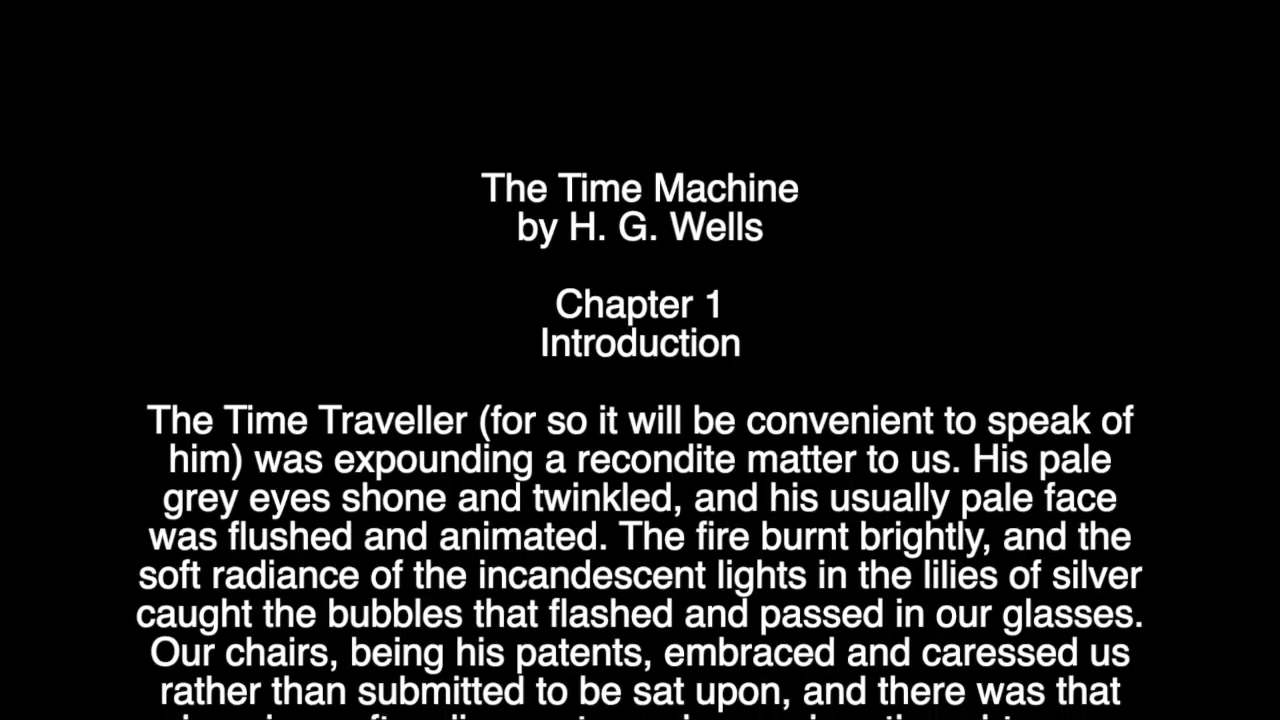 The Time Machine
by H. G. Wells
Chapter 1
Introduction
The Time Traveller (for so it will be convenient to speak of
him) was expounding a recondite matter to us. His pale
grey eyes shone and twinkled, and his usually pale face
was flushed and animated. The fire burnt brightly, and the
soft radiance of the incandescent lights in the lilies of silver
caught the bubbles that flashed and passed in our glasses.
Our chairs, being his patents, embraced and caressed us
rather than submitted to be sat upon, and there was that